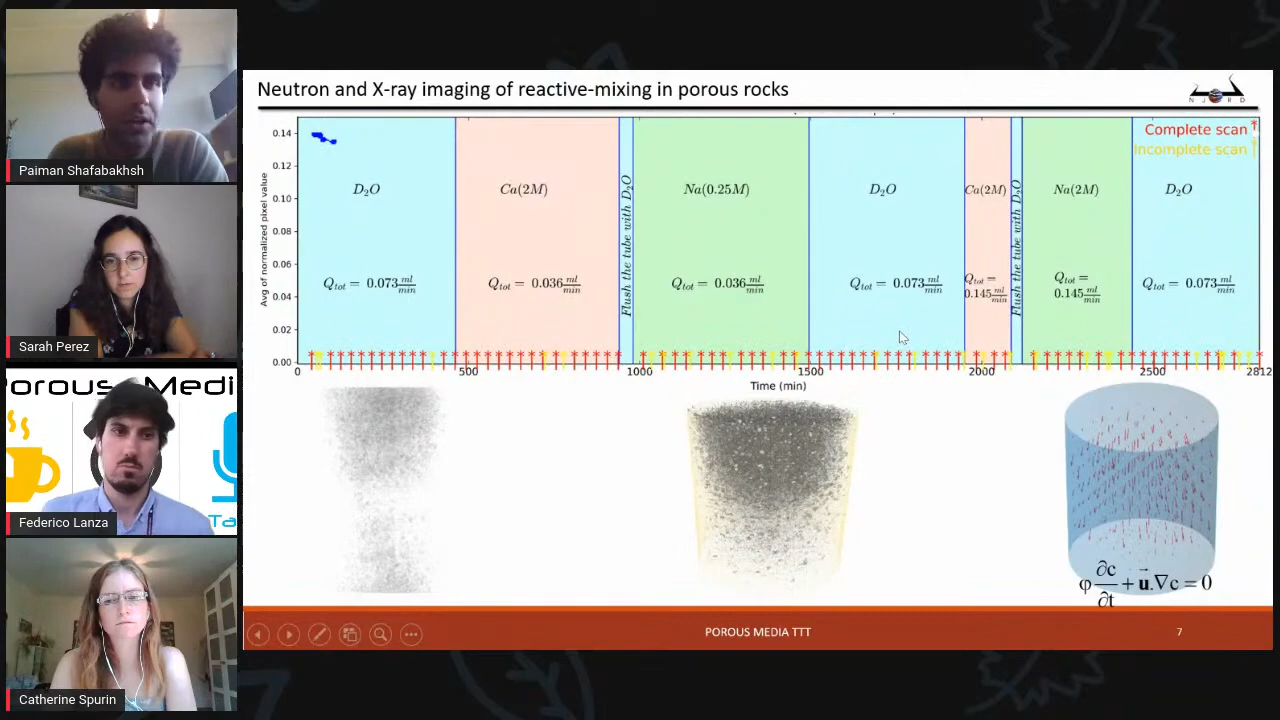 Paiman Shafabakhsh
Sarah Perez
Porous Media
Ta
Federico Lanza
Catherine Spurin
Neutron and X-ray imaging of reactive-mixing in porous rocks
NJORD
Complete scan
Incomplete scan
Avg of normalized pixel value
0.14
0.12
0.10
0.08
0.06
0.04
0.02
0.00
D₂O
Q_tot = 0.073 ml/min
Ca(2M)
Q_tot = 0.036 ml/min
Flush the tube with D₂O
Na(0.25M)
Q_tot = 0.036 ml/min
D₂O
Q_tot = 0.073 ml/min
Ca(2M)
Q_tot = 0.145 ml/min
Flush the tube with D₂O
Na(2M)
Q_tot = 0.145 ml/min
D₂O
Q_tot = 0.073 ml/min
0 500 1000 1500 2000 2500 2812
Time (min)
φ ∂c/∂t + u⃗.∇c = 0
POROUS MEDIA TTT
7